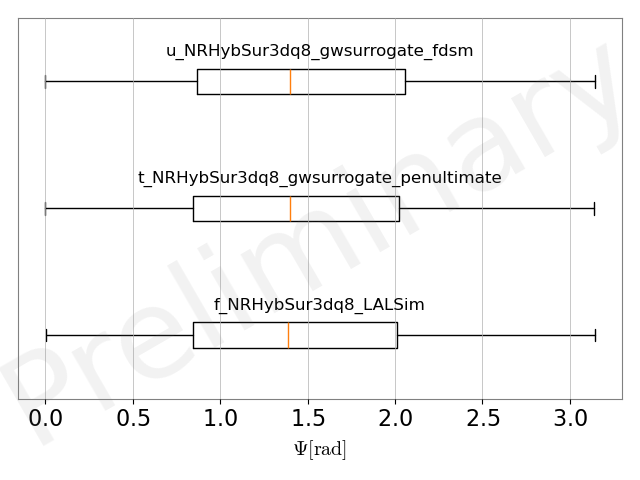 u_NRHybSur3dq8_gwsurrogate_fdsm
t_NRHybSur3dq8_gwsurrogate_penultimate
f_NRHybSur3dq8_LALSim
Preliminary
0.0 0.5 1.0 1.5 2.0 2.5 3.0
Ψ[rad]